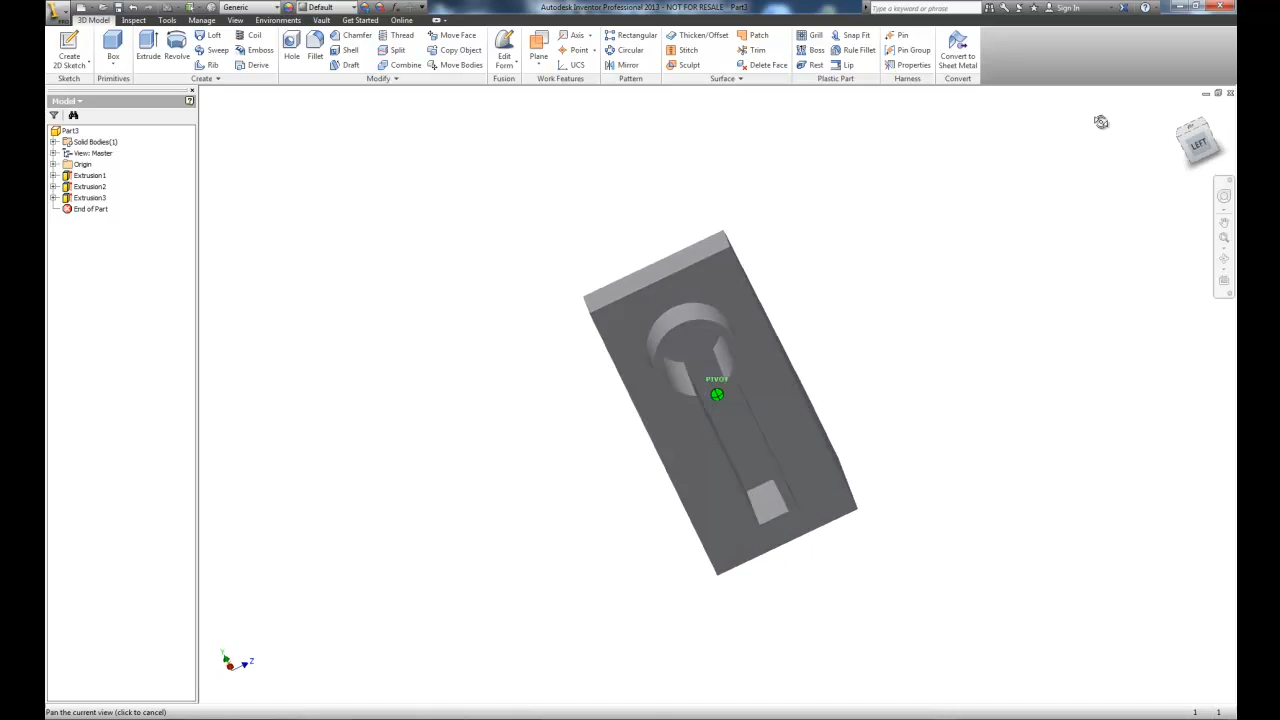 Generic
Default
Autodesk Inventor Professional 2013 - NOT FOR RESALE - Part3
Type a keyword or phrase
Sign In
PRO
3D Model Inspect Tools Manage View Environments Vault Get Started Online
Create 2D Sketch
Box
Extrude Revolve
Loft Coil
Sweep Emboss
Rib Derive
Hole Fillet
Chamfer Thread Move Face
Shell Split Copy Object
Draft Combine Move Bodies
Edit Form
Plane
Axis
Point
UCS
Rectangular
Circular
Mirror
Thicken/Offset Patch
Stitch Trim
Sculpt Delete Face
Grill Snap Fit
Boss Rule Fillet
Rest Lip
Pin
Pin Group
Properties
Convert to Sheet Metal
Sketch Primitives Create Modify Fusion Work Features Pattern Surface Plastic Part Harness Convert
Model
Part3
Solid Bodies(1)
View: Master
Origin
Extrusion1
Extrusion2
Extrusion3
End of Part
LEFT
PIVOT
Y
Z
Pan the current view (click to cancel)
1 1